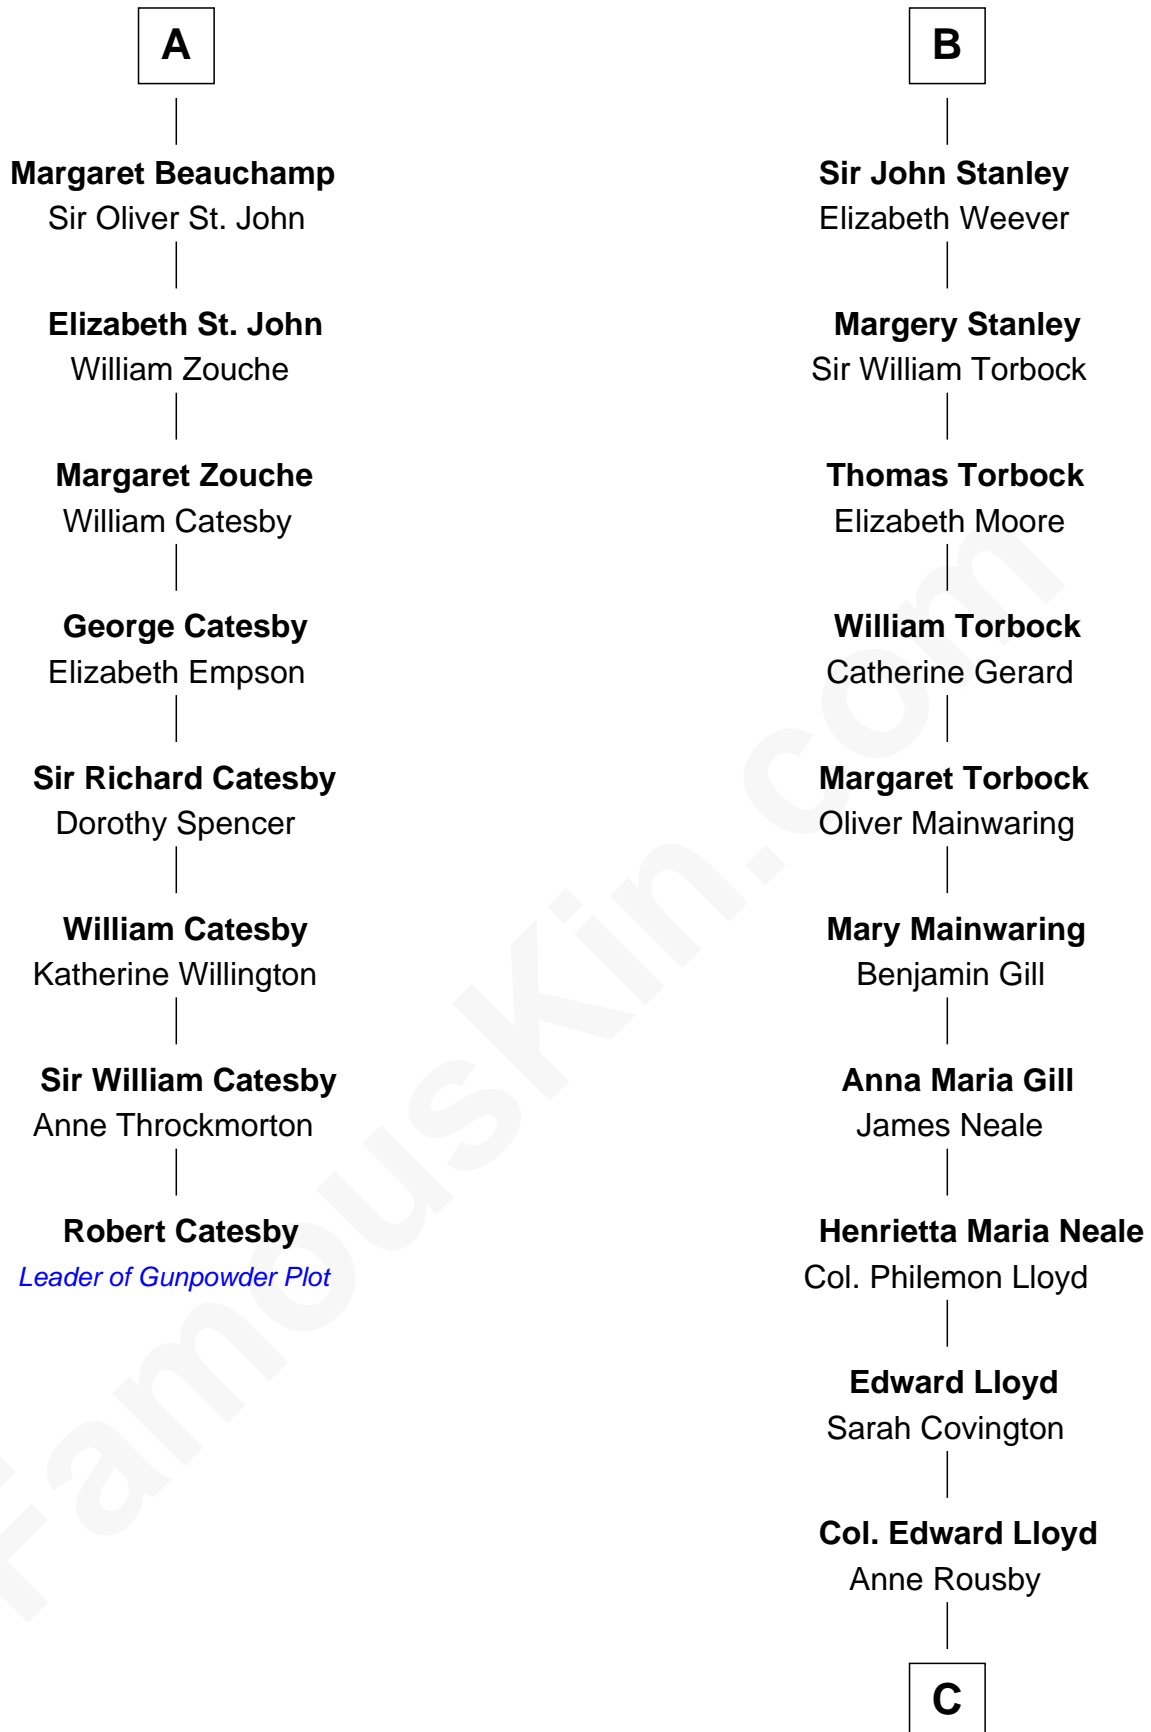 A
Margaret Beauchamp
Sir Oliver St. John
Elizabeth St. John
William Zouche
Margaret Zouche
William Catesby
George Catesby
Elizabeth Empson
Sir Richard Catesby
Dorothy Spencer
William Catesby
Katherine Willington
Sir William Catesby
Anne Throckmorton
Robert Catesby
Leader of Gunpowder Plot
B
Sir John Stanley
Elizabeth Weever
Margery Stanley
Sir William Torbock
Thomas Torbock
Elizabeth Moore
William Torbock
Catherine Gerard
Margaret Torbock
Oliver Mainwaring
Mary Mainwaring
Benjamin Gill
Anna Maria Gill
James Neale
Henrietta Maria Neale
Col. Philemon Lloyd
Edward Lloyd
Sarah Covington
Col. Edward Lloyd
Anne Rousby
C
FamousKin.com